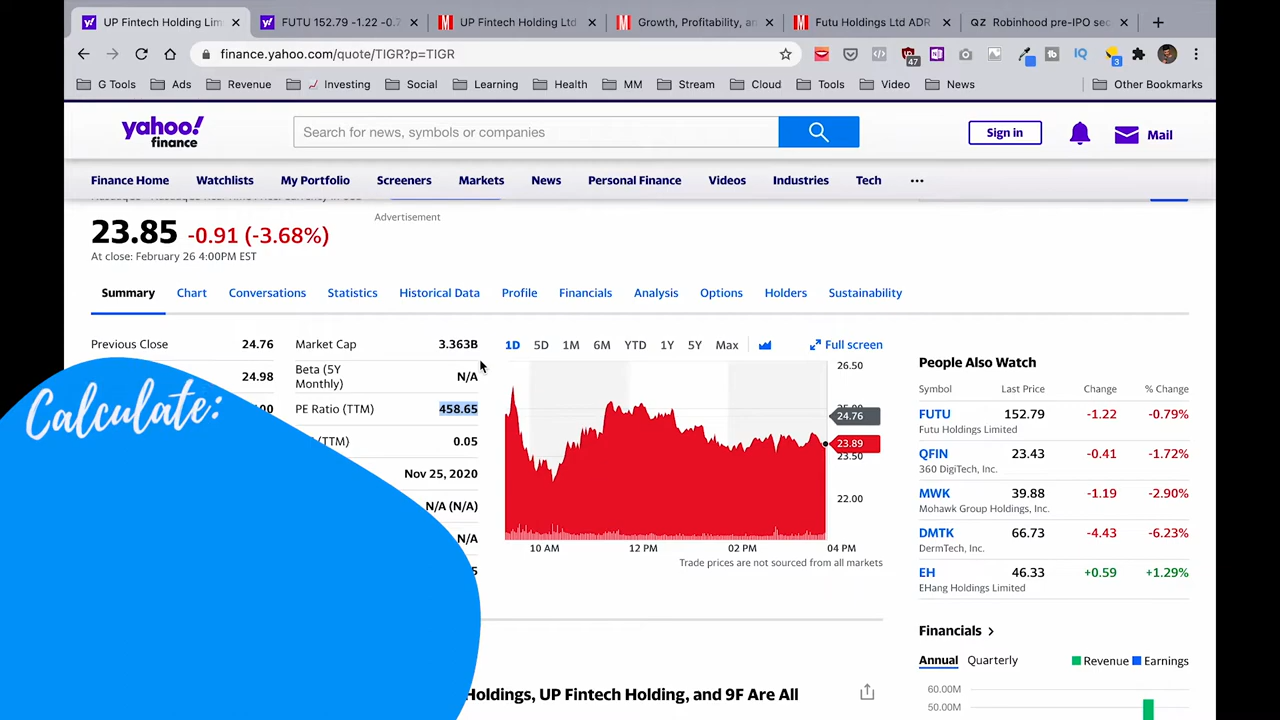 UP Fintech Holding Lim
FUTU 152.79 -1.22 -0.7
UP Fintech Holding Ltd
Growth, Profitability, an
Futu Holdings Ltd ADR
QZ Robinhood pre-IPO sec
finance.yahoo.com/quote/TIGR?p=TIGR
47
IQ
3
G Tools
Ads
Revenue
Investing
Social
Learning
Health
MM
Stream
Cloud
Tools
Video
News
Other Bookmarks
yahoo!
finance
Search for news, symbols or companies
Sign in
Mail
Finance Home
Watchlists
My Portfolio
Screeners
Markets
News
Personal Finance
Videos
Industries
Tech
Advertisement
23.85 -0.91 (-3.68%)
At close: February 26 4:00PM EST
Summary
Chart
Conversations
Statistics
Historical Data
Profile
Financials
Analysis
Options
Holders
Sustainability
Previous Close 24.76
24.98
Calculate:
Market Cap 3.363B
Beta (5Y
Monthly) N/A
PE Ratio (TTM) 458.65
(TTM) 0.05
Nov 25, 2020
N/A (N/A)
1D 5D 1M 6M YTD 1Y 5Y Max
Full screen
26.50
24.76
23.89
23.50
22.00
10 AM 12 PM 02 PM 04 PM
Trade prices are not sourced from all markets
People Also Watch
Symbol Last Price Change % Change
FUTU 152.79 -1.22 -0.79%
Futu Holdings Limited
QFIN 23.43 -0.41 -1.72%
360 DigiTech, Inc.
MWK 39.88 -1.19 -2.90%
Mohawk Group Holdings, Inc.
DMTK 66.73 -4.43 -6.23%
DermTech, Inc.
EH 46.33 +0.59 +1.29%
EHang Holdings Limited
Financials
Annual Quarterly
Revenue Earnings
60.00M
50.00M
Holdings, UP Fintech Holding, and 9F Are All